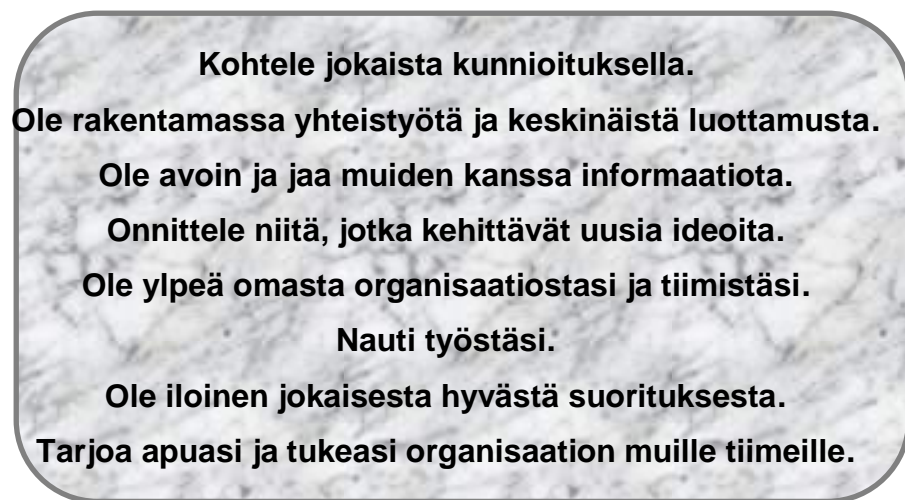 Kohtele jokaista kunnioituksella.
Ole rakentamassa yhteistyötä ja keskinäistä luottamusta.
Ole avoin ja jaa muiden kanssa informaatiota.
Onnittele niitä, jotka kehittävät uusia ideoita.
Ole ylpeä omasta organisaatiostasi ja tiimistäsi.
Nauti työstäsi.
Ole iloinen jokaisesta hyvästä suorituksesta.
Tarjoa apuasi ja tukeasi organisaation muille tiimeille.